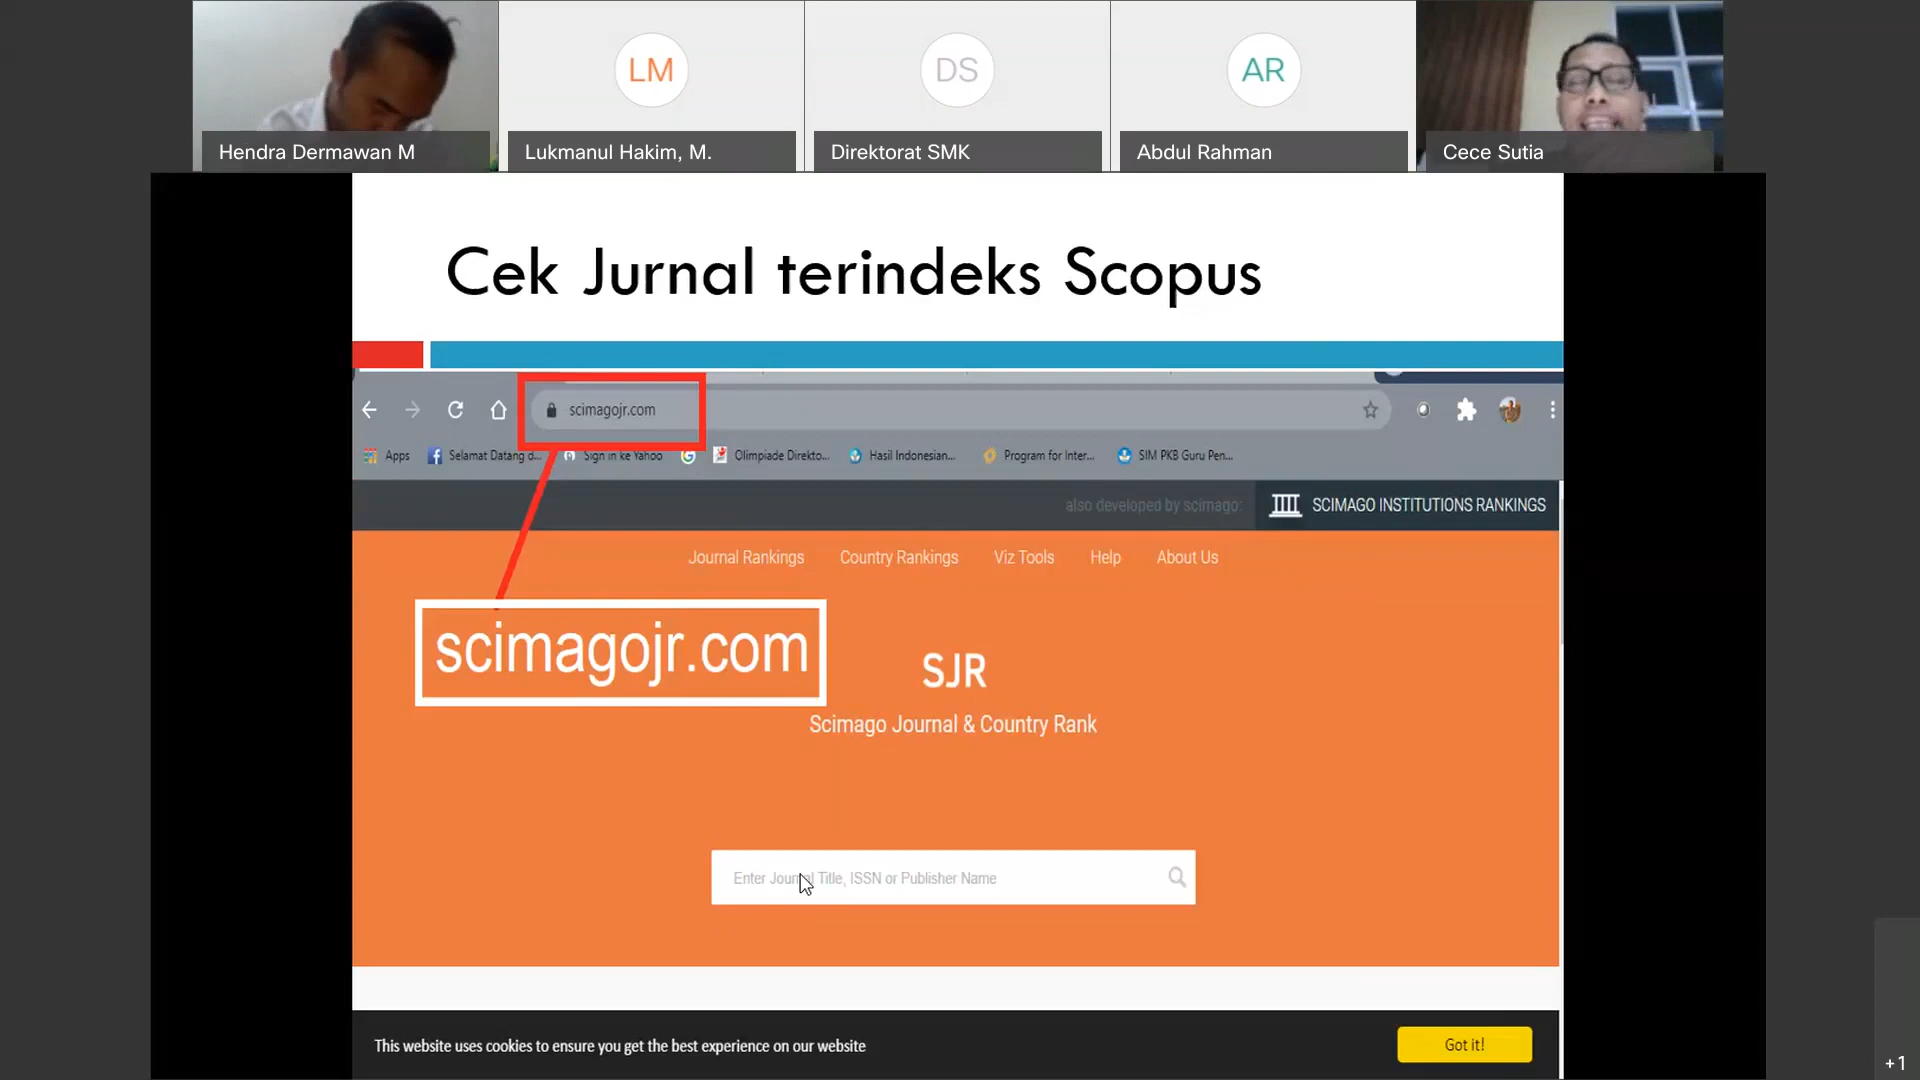 LM
DS
AR
Hendra Dermawan M
Lukmanul Hakim, M.
Direktorat SMK
Abdul Rahman
Cece Sutia
Cek Jurnal terindeks Scopus
scimagojr.com
Apps
Selamat Datang d...
Sign in ke Yahoo
Olimpiade Direkto...
Hasil Indonesian...
Program for Inter...
SIM PKB Guru Pen...
also developed by scimago:
SCIMAGO INSTITUTIONS RANKINGS
Journal Rankings
Country Rankings
Viz Tools
Help
About Us
scimagojr.com
SJR
Scimago Journal & Country Rank
Enter Journal Title, ISSN or Publisher Name
This website uses cookies to ensure you get the best experience on our website
Got it!
+1